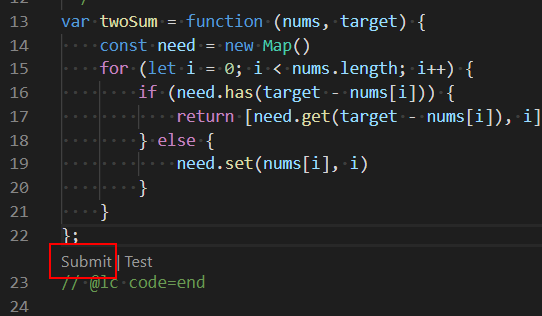 13 var twoSum = function (nums, target) {
14     const need = new Map()
15     for (let i = 0; i < nums.length; i++) {
16         if (need.has(target - nums[i])) {
17             return [need.get(target - nums[i]), i]
18         } else {
19             need.set(nums[i], i)
20         }
21     }
22 };
Submit | Test
23 // @lc code=end
24